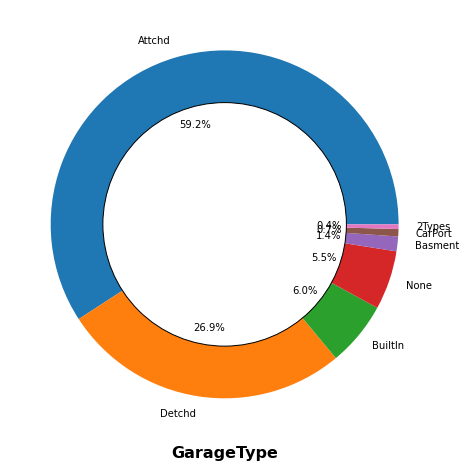 Attchd
59.2%
0.4%
2Types
0.7%
CarPort
1.4%
Basment
5.5%
None
6.0%
BuiltIn
26.9%
Detchd
GarageType